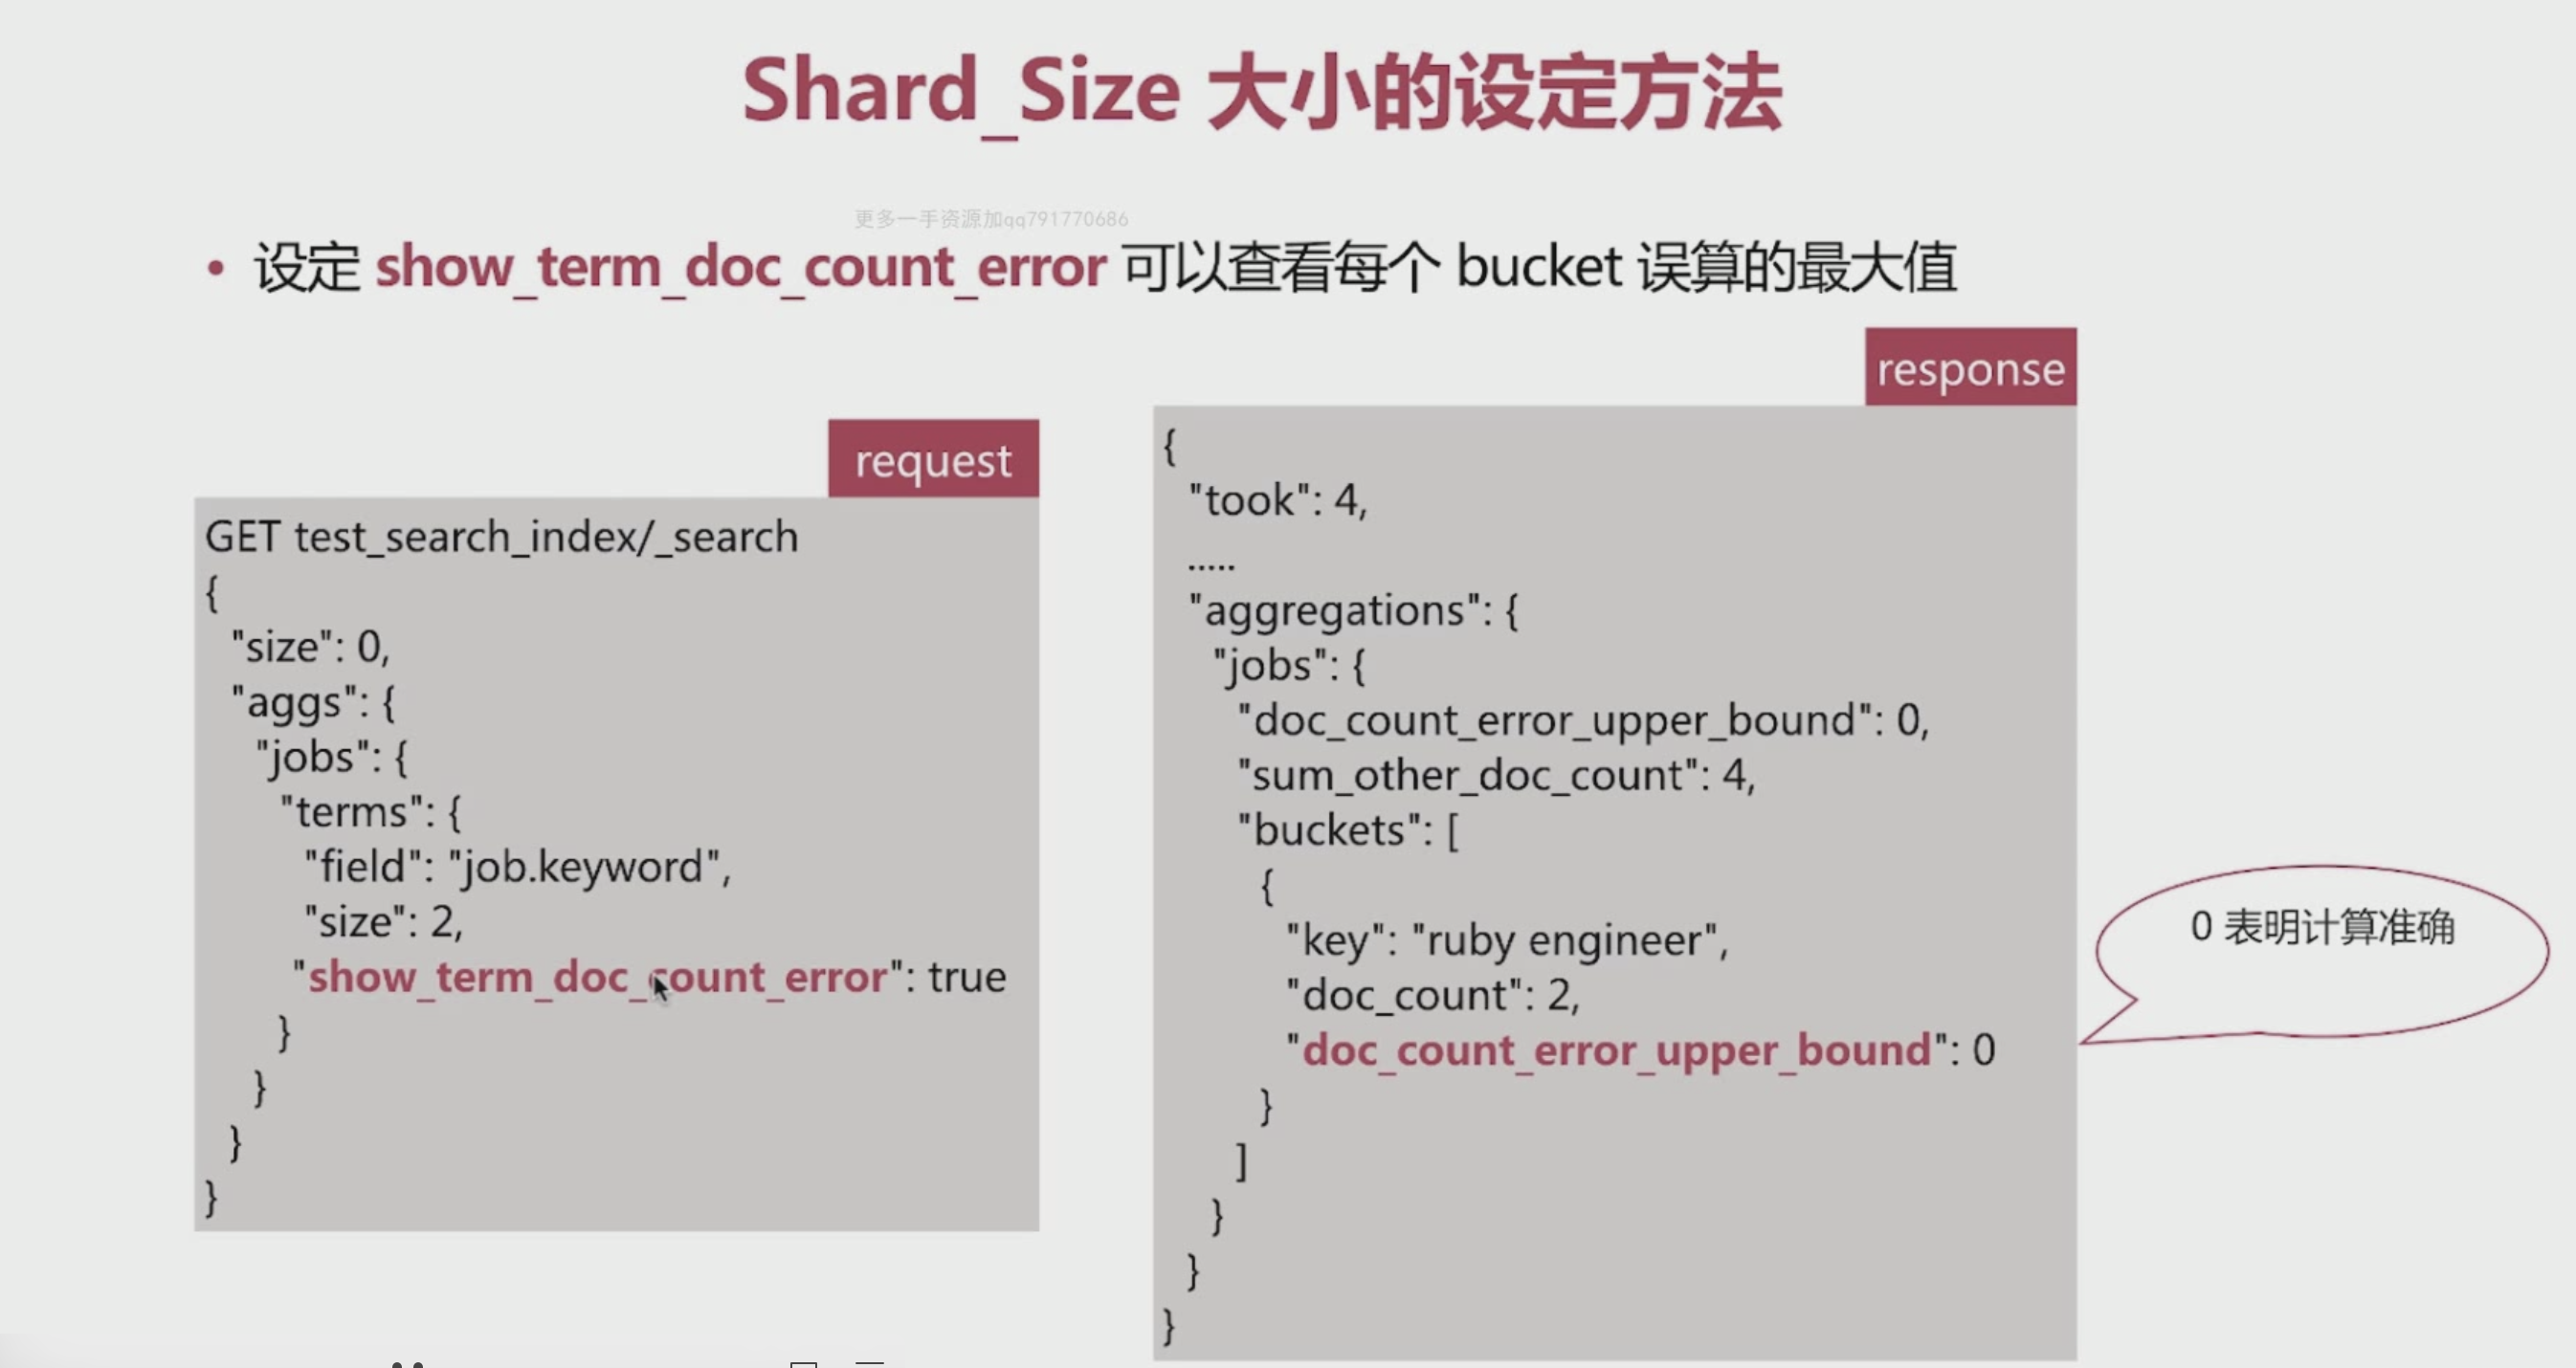 Shard_Size 大小的设定方法
更多一手资源加qq791770686
• 设定 show_term_doc_count_error 可以查看每个 bucket 误算的最大值
request
GET test_search_index/_search
{
"size": 0,
"aggs": {
"jobs": {
"terms": {
"field": "job.keyword",
"size": 2,
"show_term_doc_count_error": true
}
}
}
}
response
{
"took": 4,
.....
"aggregations": {
"jobs": {
"doc_count_error_upper_bound": 0,
"sum_other_doc_count": 4,
"buckets": [
{
"key": "ruby engineer",
"doc_count": 2,
"doc_count_error_upper_bound": 0
}
]
}
}
}
0 表明计算准确